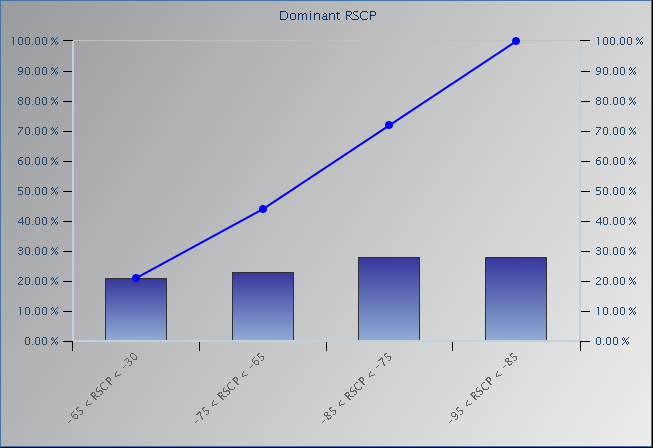 Dominant RSCP
100.00 % 100.00 %
90.00 % 90.00 %
80.00 % 80.00 %
70.00 % 70.00 %
60.00 % 60.00 %
50.00 % 50.00 %
40.00 % 40.00 %
30.00 % 30.00 %
20.00 % 20.00 %
10.00 % 10.00 %
0.00 % 0.00 %
-65 < RSCP < -30
-75 < RSCP < -65
-85 < RSCP < -75
-95 < RSCP < -85